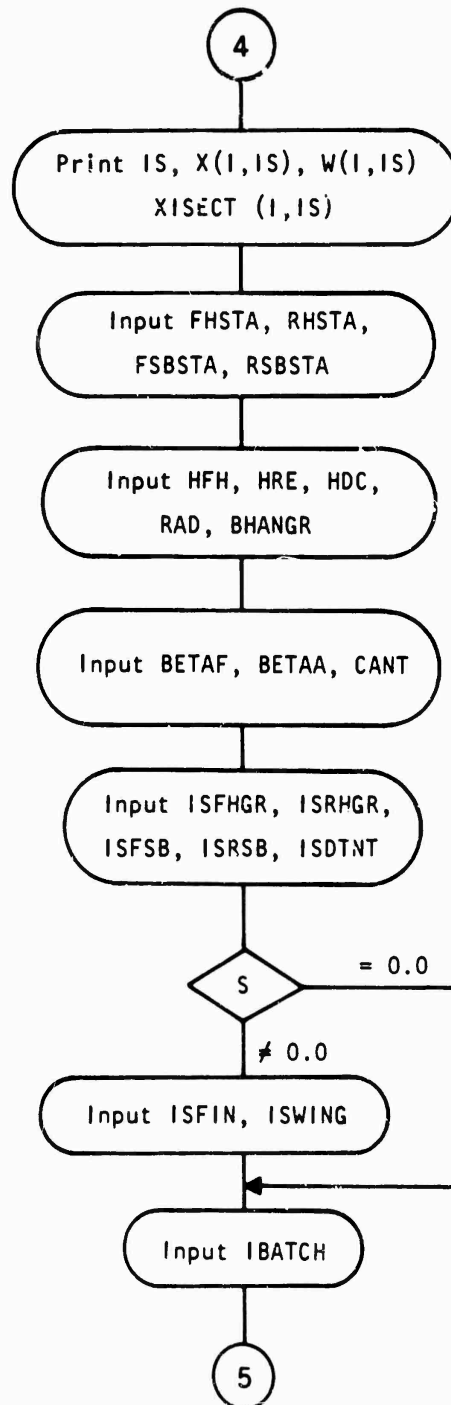 4
Print IS, X(I,IS), W(I,IS)
XISECT (I,IS)
Input FHSTA, RHSTA,
FSBSTA, RSBSTA
Input HFH, HRE, HDC,
RAD, BHANGR
Input BETAF, BETAA, CANT
Input ISFHGR, ISRHGR,
ISFSB, ISRSB, ISDTNT
S
= 0.0
≠ 0.0
Input ISFIN, ISWING
Input IBATCH
5